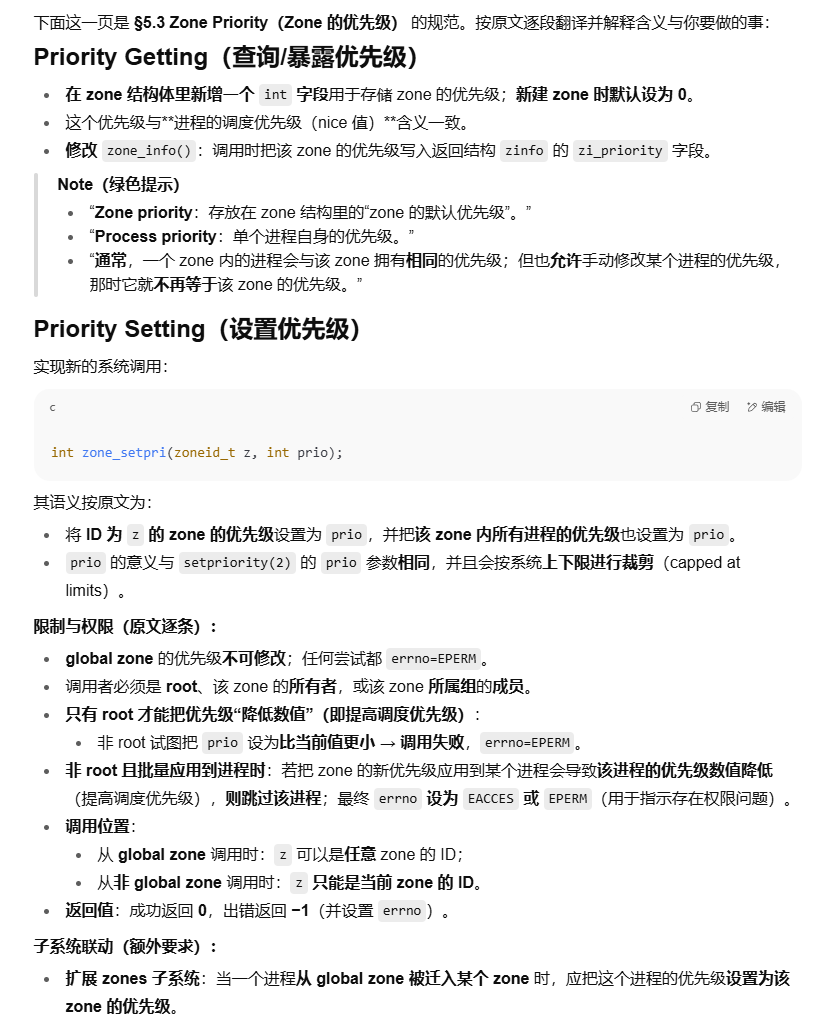 下面这一页是 §5.3 Zone Priority（Zone 的优先级） 的规范。按原文逐段翻译并解释含义与你要做的事：
Priority Getting（查询/暴露优先级）
• 在 zone 结构体里新增一个 int 字段用于存储 zone 的优先级；新建 zone 时默认设为 0。
• 这个优先级与**进程的调度优先级（nice 值）**含义一致。
• 修改 zone_info()：调用时把该 zone 的优先级写入返回结构 zinfo 的 zi_priority 字段。
Note（绿色提示）
• “Zone priority：存放在 zone 结构里的“zone 的默认优先级”。”
• “Process priority：单个进程自身的优先级。”
• “通常，一个 zone 内的进程会与该 zone 拥有相同的优先级；但也允许手动修改某个进程的优先级，
那时它就不再等于该 zone 的优先级。”
Priority Setting（设置优先级）
实现新的系统调用：
c 复制 编辑
int zone_setpri(zoneid_t z, int prio);
其语义按原文为：
• 将 ID 为 z 的 zone 的优先级设置为 prio，并把该 zone 内所有进程的优先级也设置为 prio。
• prio 的意义与 setpriority(2) 的 prio 参数相同，并且会按系统上下限进行裁剪（capped at
limits）。
限制与权限（原文逐条）：
• global zone 的优先级不可修改；任何尝试都 errno=EPERM。
• 调用者必须是 root、该 zone 的所有者，或该 zone 所属组的成员。
• 只有 root 才能把优先级“降低数值”（即提高调度优先级）：
• 非 root 试图把 prio 设为比当前值更小 → 调用失败，errno=EPERM。
• 非 root 且批量应用到进程时：若把 zone 的新优先级应用到某个进程会导致该进程的优先级数值降低
（提高调度优先级），则跳过该进程；最终 errno 设为 EACCES 或 EPERM（用于指示存在权限问题）。
• 调用位置：
• 从 global zone 调用时：z 可以是任意 zone 的 ID；
• 从非 global zone 调用时：z 只能是当前 zone 的 ID。
• 返回值：成功返回 0，出错返回 −1（并设置 errno）。
子系统联动（额外要求）：
• 扩展 zones 子系统：当一个进程从 global zone 被迁入某个 zone 时，应把这个进程的优先级设置为该
zone 的优先级。